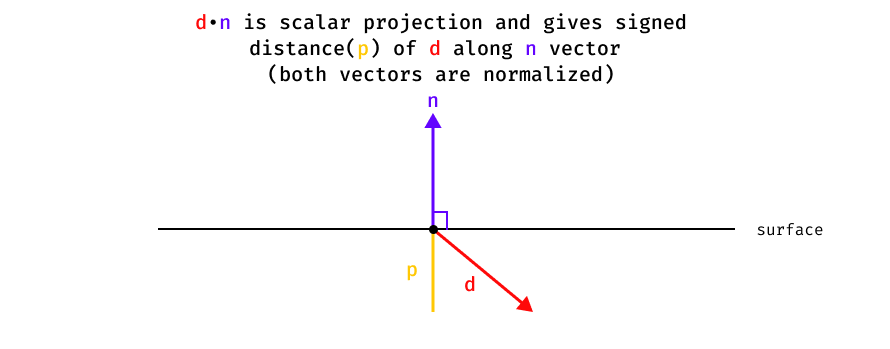 d•n is scalar projection and gives signed
distance(p) of d along n vector
(both vectors are normalized)
n
surface
p
d